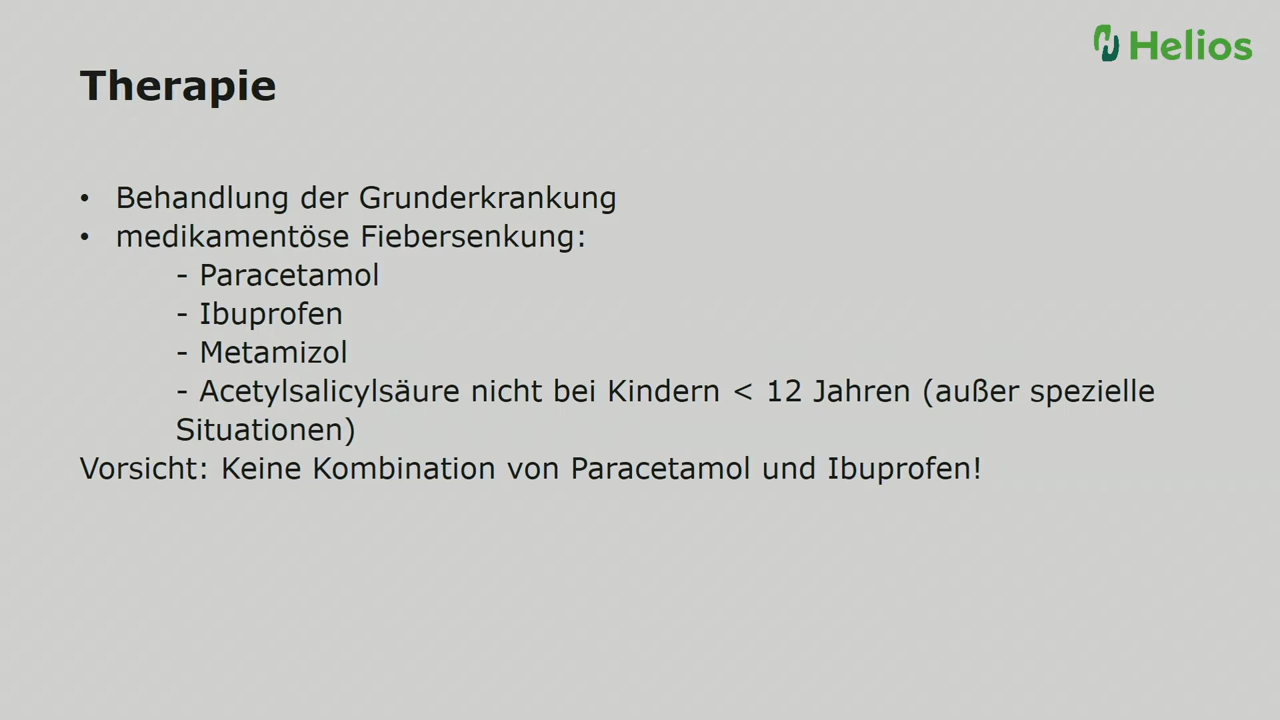 Helios
Therapie
• Behandlung der Grunderkrankung
• medikamentöse Fiebersenkung:
- Paracetamol
- Ibuprofen
- Metamizol
- Acetylsalicylsäure nicht bei Kindern < 12 Jahren (außer spezielle
Situationen)
Vorsicht: Keine Kombination von Paracetamol und Ibuprofen!